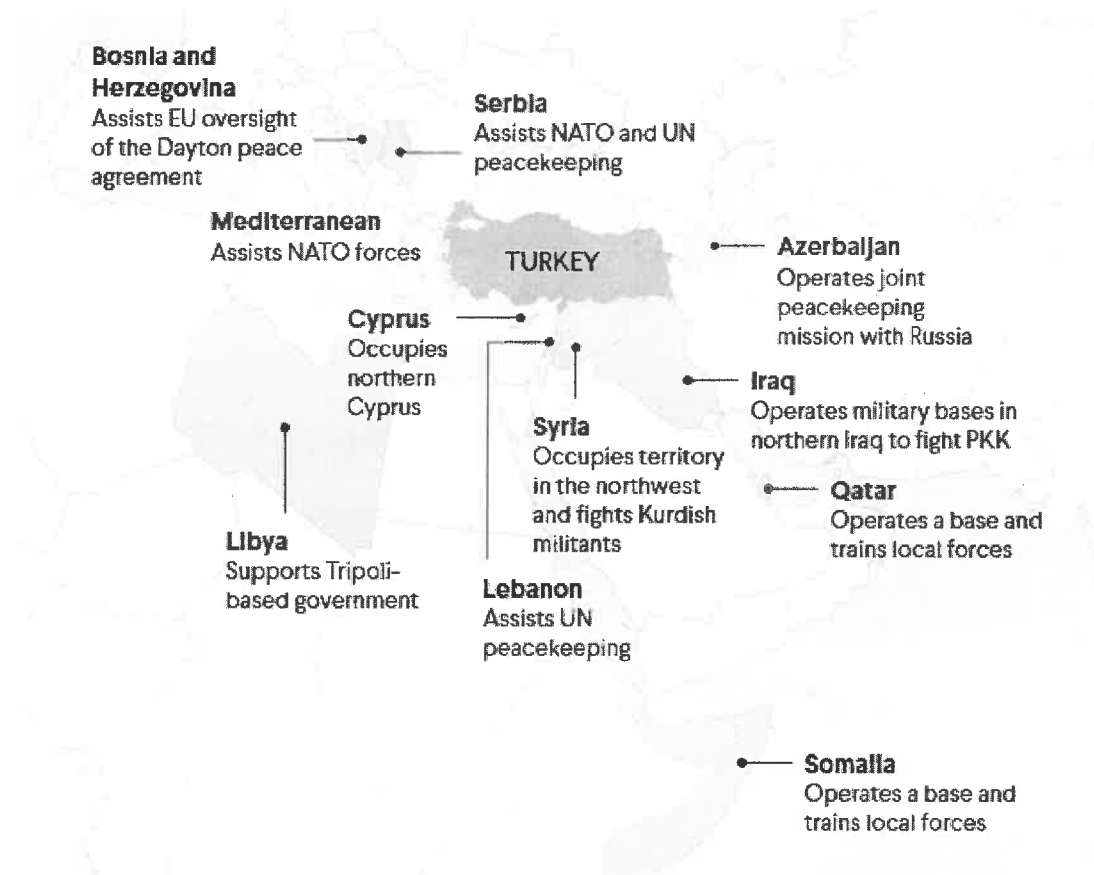 Bosnia and
Herzegovina
Assists EU oversight
of the Dayton peace
agreement
Serbia
Assists NATO and UN
peacekeeping
Mediterranean
Assists NATO forces
TURKEY
Azerbaijan
Operates joint
peacekeeping
mission with Russia
Cyprus
Occupies
northern
Cyprus
Iraq
Operates military bases in
northern Iraq to fight PKK
Syria
Occupies territory
in the northwest
and fights Kurdish
militants
Qatar
Operates a base and
trains local forces
Libya
Supports Tripoli-
based government
Lebanon
Assists UN
peacekeeping
Somalia
Operates a base and
trains local forces